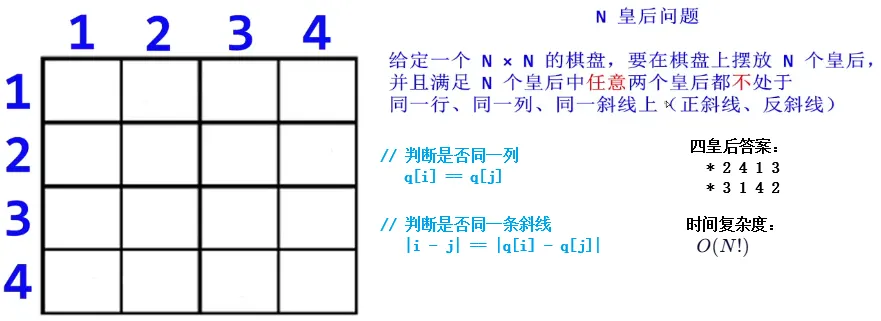 1 2 3 4
1
2
3
4
N 皇后问题
给定一个 N × N 的棋盘，要在棋盘上摆放 N 个皇后，
并且满足 N 个皇后中任意两个皇后都不处于
同一行、同一列、同一斜线上（正斜线、反斜线）
// 判断是否同一列
q[i] == q[j]
// 判断是否同一条斜线
|i - j| == |q[i] - q[j]|
四皇后答案：
* 2 4 1 3
* 3 1 4 2
时间复杂度：
O(N!)